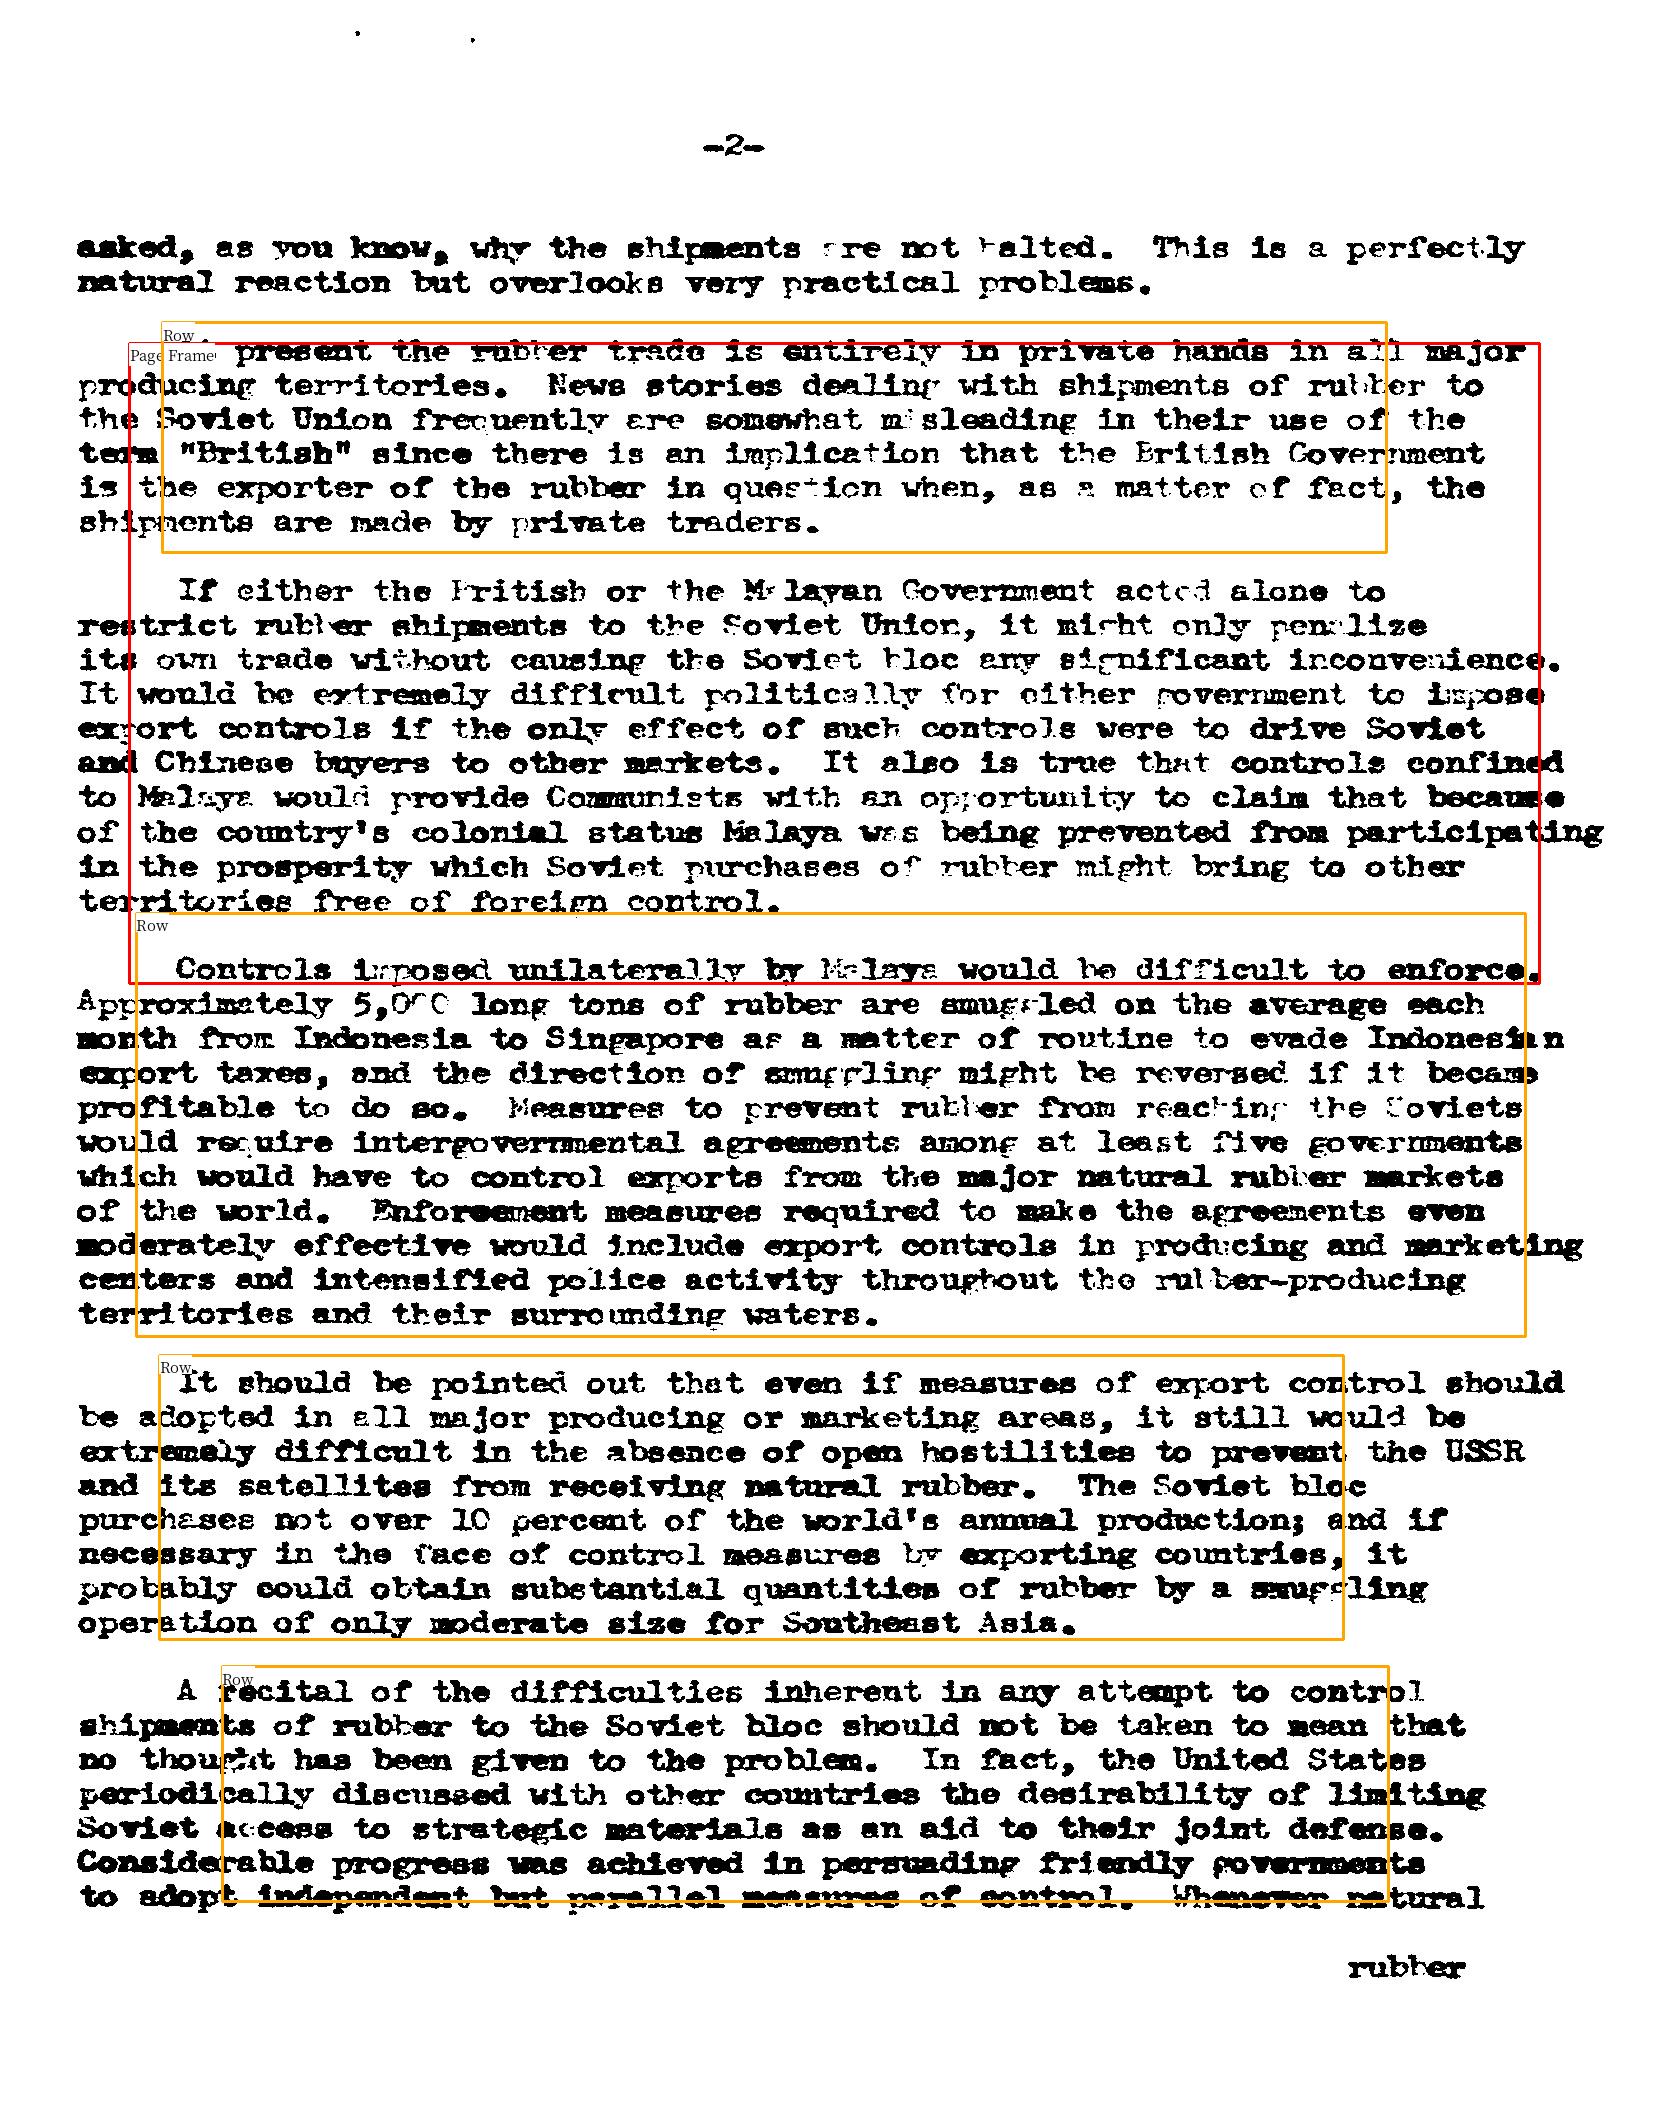 -2-
asked, as you know, why the shipments are not halted. This is a perfectly
natural reaction but overlooks very practical problems.
Row
Page Frame
present the rubber trade is entirely in private hands in all major
producing territories. News stories dealing with shipments of rubber to
the Soviet Union frequently are somewhat misleading in their use of the
term "British" since there is an implication that the British Government
is the exporter of the rubber in question when, as a matter of fact, the
shipments are made by private traders.
If either the British or the Malayan Government acted alone to
restrict rubber shipments to the Soviet Union, it might only penalize
its own trade without causing the Soviet bloc any significant inconvenience.
It would be extremely difficult politically for either government to impose
export controls if the only effect of such controls were to drive Soviet
and Chinese buyers to other markets. It also is true that controls confined
to Malaya would provide Communists with an opportunity to claim that because
of the country's colonial status Malaya was being prevented from participating
in the prosperity which Soviet purchases of rubber might bring to other
territories free of foreign control.
Row
Controls imposed unilaterally by Malaya would be difficult to enforce.
Approximately 5,000 long tons of rubber are smuggled on the average each
month from Indonesia to Singapore as a matter of routine to evade Indonesian
export taxes, and the direction of smuggling might be reversed if it became
profitable to do so. Measures to prevent rubber from reaching the Soviets
would require intergovernmental agreements among at least five governments
which would have to control exports from the major natural rubber markets
of the world. Enforcement measures required to make the agreements even
moderately effective would include export controls in producing and marketing
centers and intensified police activity throughout the rubber-producing
territories and their surrounding waters.
Row
It should be pointed out that even if measures of export control should
be adopted in all major producing or marketing areas, it still would be
extremely difficult in the absence of open hostilities to prevent the USSR
and its satellites from receiving natural rubber. The Soviet bloc
purchases not over 10 percent of the world's annual production; and if
necessary in the face of control measures by exporting countries, it
probably could obtain substantial quantities of rubber by a smuggling
operation of only moderate size for Southeast Asia.
Row
A recital of the difficulties inherent in any attempt to control
shipments of rubber to the Soviet bloc should not be taken to mean that
no thought has been given to the problem. In fact, the United States
periodically discussed with other countries the desirability of limiting
Soviet access to strategic materials as an aid to their joint defense.
Considerable progress was achieved in persuading friendly governments
to adopt independent but parallel measures of control. Whenever natural
rubber